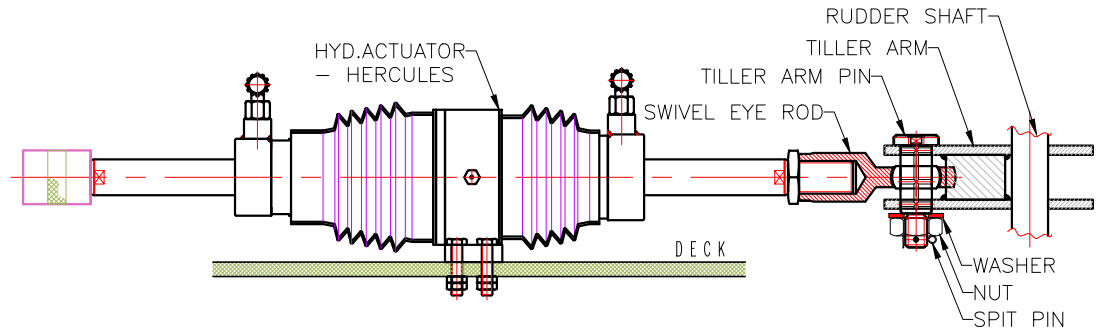 RUDDER SHAFT
TILLER ARM
HYD.ACTUATOR
- HERCULES
TILLER ARM PIN
SWIVEL EYE ROD
DECK
WASHER
NUT
SPIT PIN